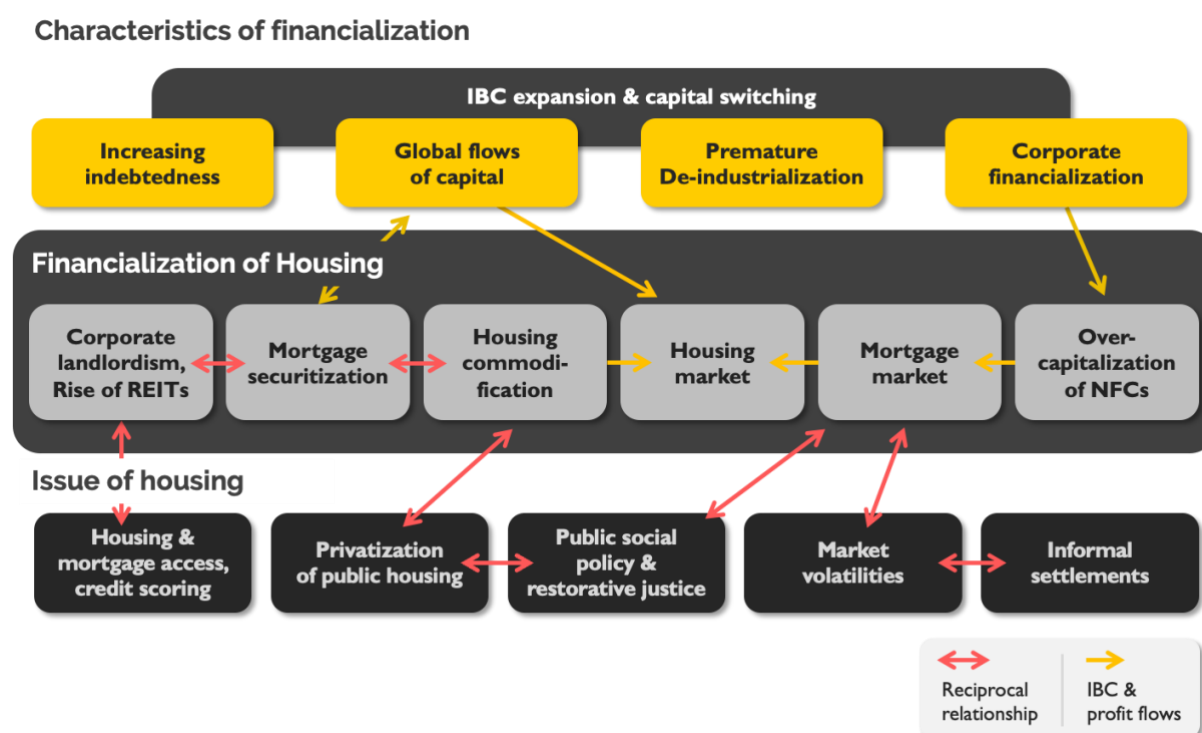 Characteristics of financialization
IBC expansion & capital switching
Increasing
indebtedness
Global flows
of capital
Premature
De-industrialization
Corporate
financialization
Financialization of Housing
Corporate
landlordism,
Rise of REITs
Mortgage
securitization
Housing
commodi-
fication
Housing
market
Mortgage
market
Over-
capitalization
of NFCs
Issue of housing
Housing &
mortgage access,
credit scoring
Privatization
of public housing
Public social
policy &
restorative justice
Market
volatilities
Informal
settlements
Reciprocal
relationship
IBC &
profit flows